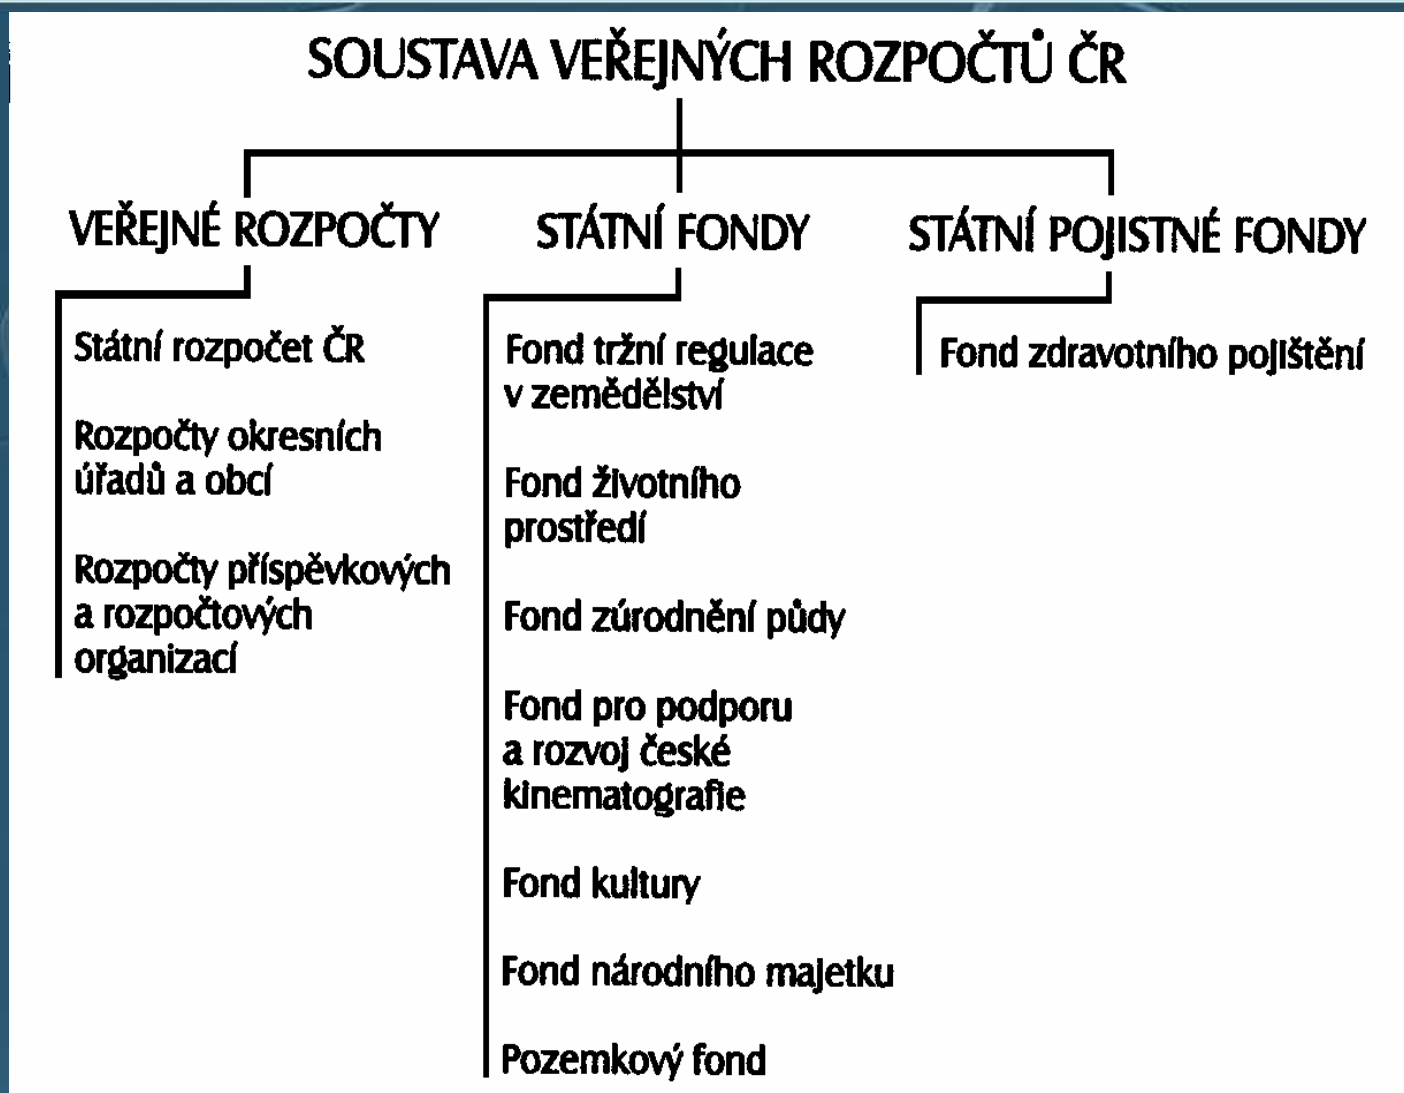 SOUSTAVA VEŘEJNÝCH ROZPOČTŮ ČR
VEŘEJNÉ ROZPOČTY
Státní rozpočet ČR
Rozpočty okresních
úřadů a obcí
Rozpočty příspěvkových
a rozpočtových
organizací
STÁTNÍ FONDY
Fond tržní regulace
v zemědělství
Fond životního
prostředí
Fond zúrodnění půdy
Fond pro podporu
a rozvoj české
kinematografie
Fond kultury
Fond národního majetku
Pozemkový fond
STÁTNÍ POJISTNÉ FONDY
Fond zdravotního pojištění